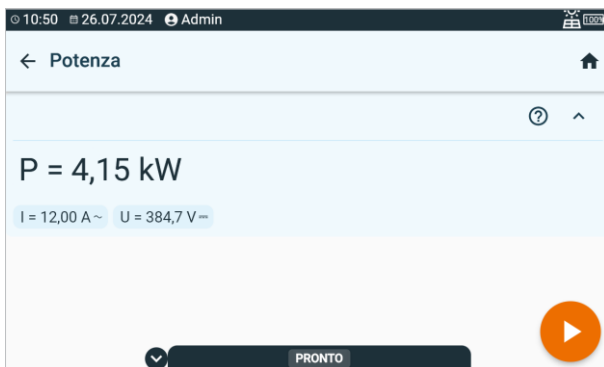 10:50 26.07.2024 Admin 100%
Potenza
P = 4,15 kW
I = 12,00 A ~ U = 384,7 V ⎓
PRONTO